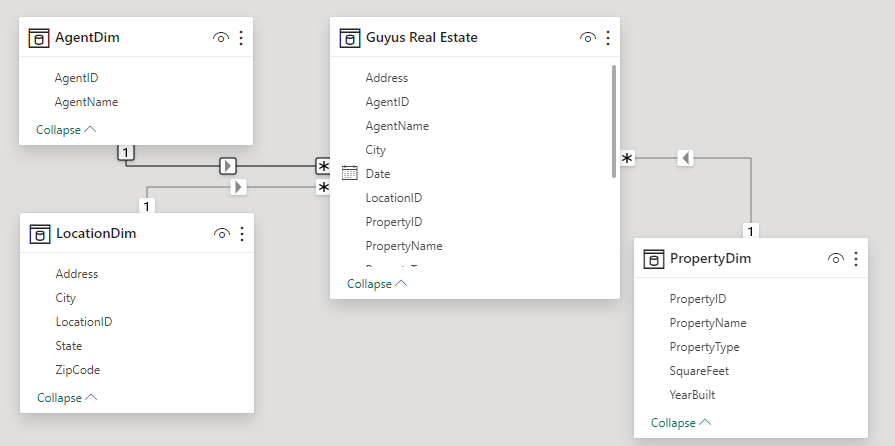 AgentDim
AgentID
AgentName
Collapse
1
*
Guyus Real Estate
Address
AgentID
AgentName
City
Date
LocationID
PropertyID
PropertyName
Collapse
*
1
*
LocationDim
Address
City
LocationID
State
ZipCode
Collapse
1
PropertyDim
PropertyID
PropertyName
PropertyType
SquareFeet
YearBuilt
Collapse